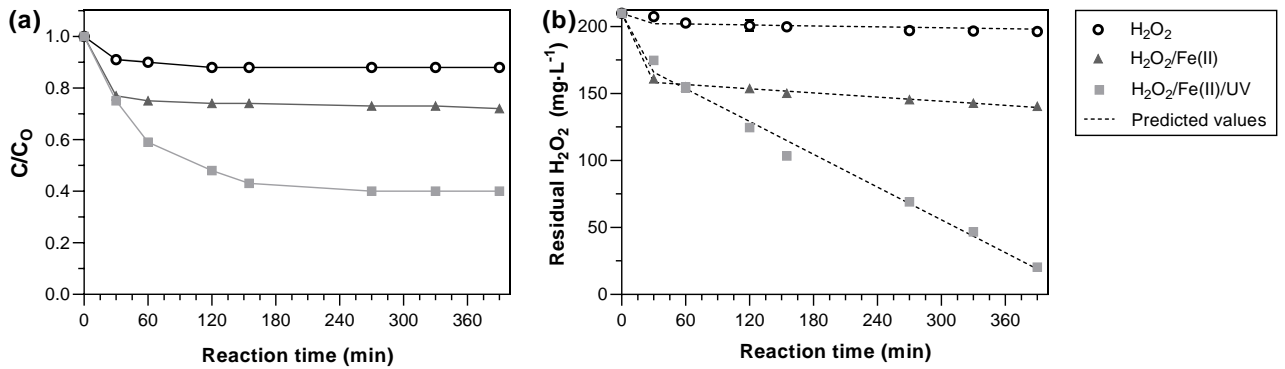 (a)
C/C₀
1.0
0.8
0.6
0.4
0.2
0.0
0 60 120 180 240 300 360
Reaction time (min)
(b)
Residual H₂O₂ (mg·L⁻¹)
200
150
100
50
0
0 60 120 180 240 300 360
Reaction time (min)
H₂O₂
H₂O₂/Fe(II)
H₂O₂/Fe(II)/UV
Predicted values